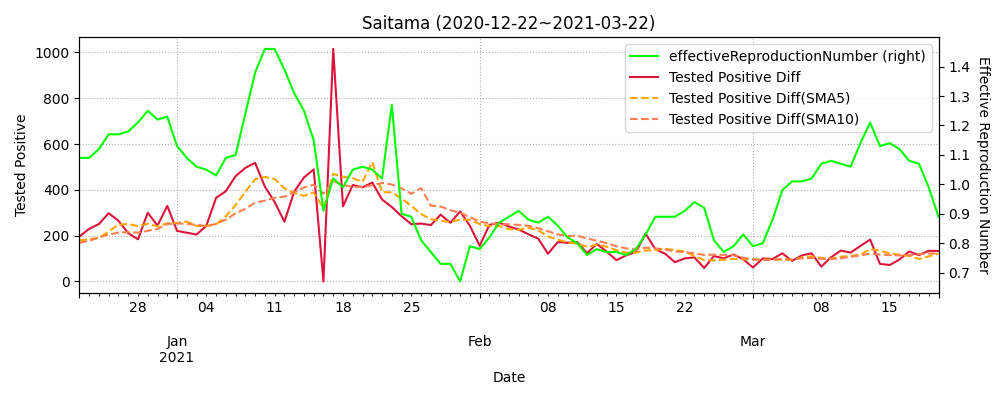 Saitama (2020-12-22~2021-03-22)
effectiveReproductionNumber (right)
Tested Positive Diff
Tested Positive Diff(SMA5)
Tested Positive Diff(SMA10)
Tested Positive
1000
800
600
400
200
0
1.4
1.3
1.2
1.1
1.0
0.9
0.8
0.7
Effective Reproduction Number
28 04 11 18 25 08 15 22 08 15
Jan Feb Mar
2021
Date